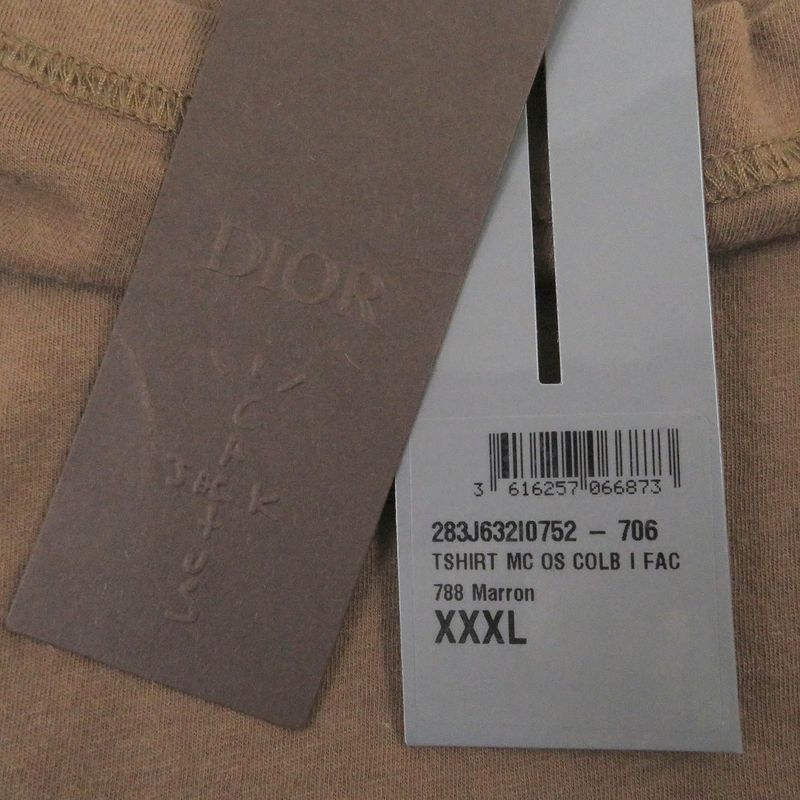 DIOR
CACTUS
JACK
3 616257 066873
283J632I0752 – 706
TSHIRT MC OS COLB I FAC
788 Marron
XXXL